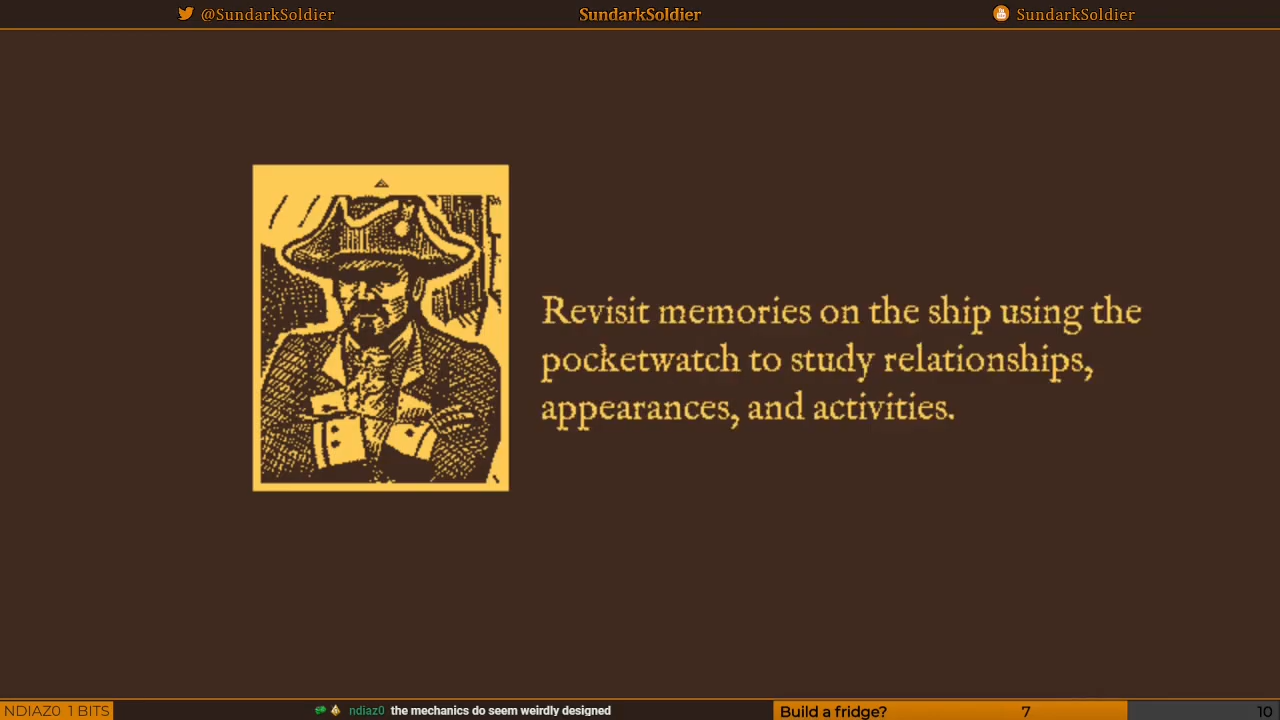 @SundarkSoldier
SundarkSoldier
SundarkSoldier
Revisit memories on the ship using the
pocketwatch to study relationships,
appearances, and activities.
NDIAZ0 1 BITS
ndiaz0 the mechanics do seem weirdly designed
Build a fridge? 7 10